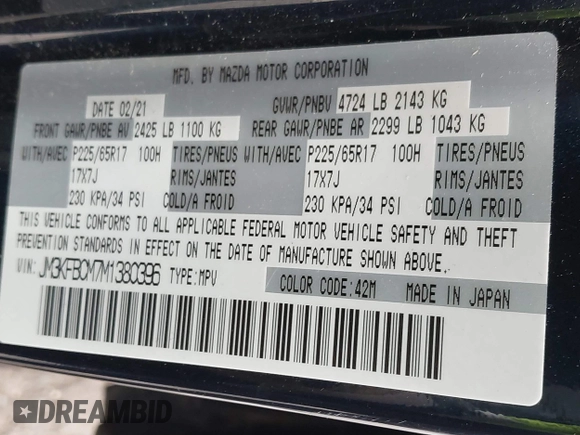 MFD. BY MAZDA MOTOR CORPORATION
DATE 02/21 GVWR/PNBV 4724 LB 2143 KG
FRONT GAWR/PNBE AV 2425 LB 1100 KG REAR GAWR/PNBE AR 2299 LB 1043 KG
WITH/AVEC P225/65R17 100H TIRES/PNEUS WITH/AVEC P225/65R17 100H TIRES/PNEUS
17X7J RIMS/JANTES 17X7J RIMS/JANTES
230 KPA/34 PSI COLD/A FROID 230 KPA/34 PSI COLD/A FROID
THIS VEHICLE CONFORMS TO ALL APPLICABLE FEDERAL MOTOR VEHICLE SAFETY AND THEFT
PREVENTION STANDARDS IN EFFECT ON THE DATE OF MANUFACTURE SHOWN ABOVE.
VIN: JM3KFBCM7M1380396 TYPE:MPV
COLOR CODE:42M MADE IN JAPAN
DREAMBID